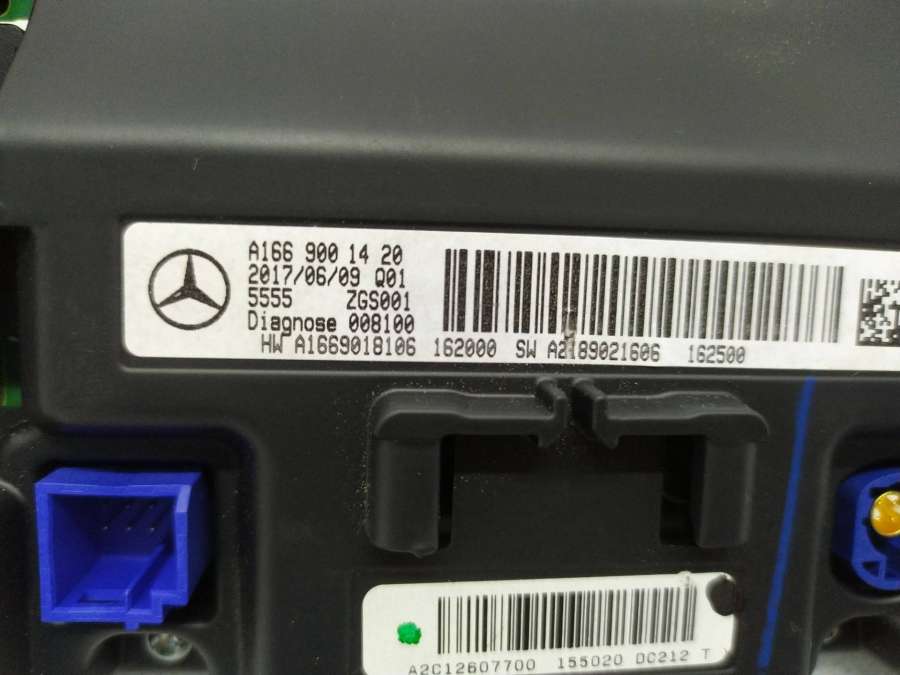 A166 900 14 20
2017/06/09 Q01
5555 ZGS001
Diagnose 008100
HW A1669018106 162000 SW A2189021606 162500
A2C12607700 155020 DC212 T